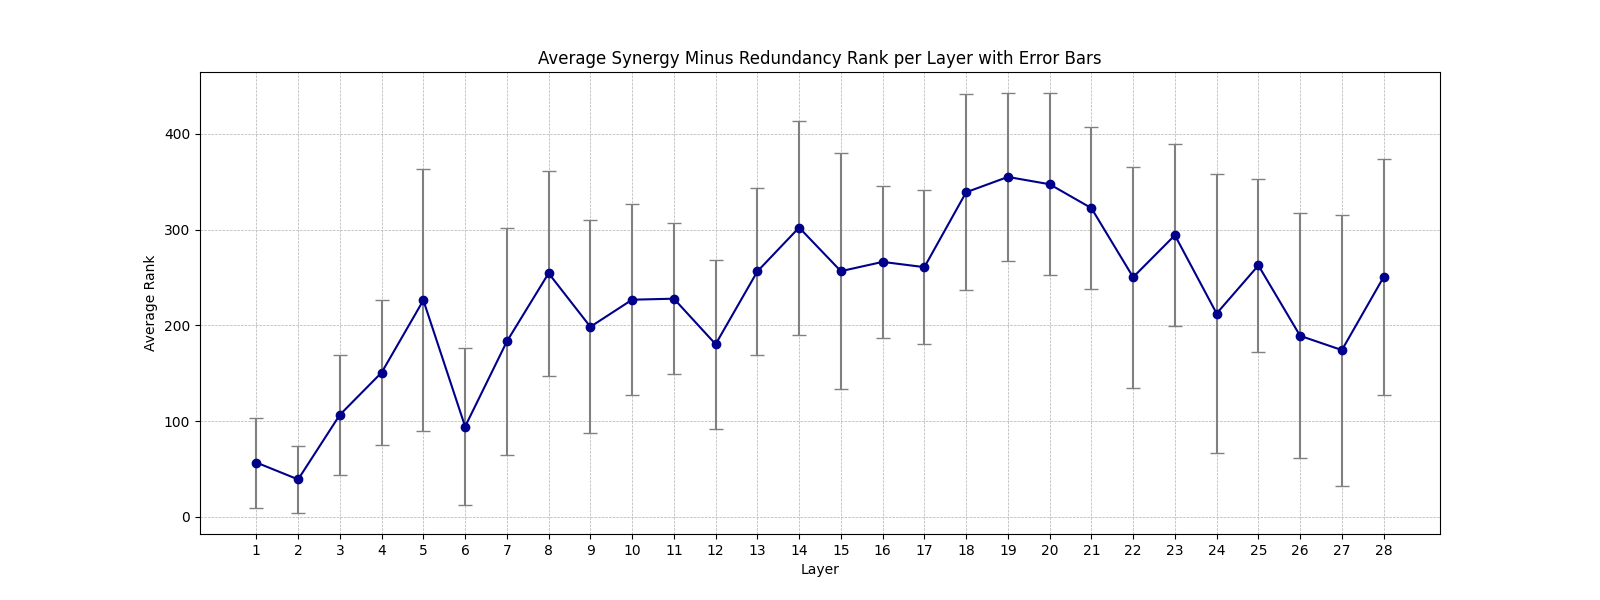 Average Synergy Minus Redundancy Rank per Layer with Error Bars
400
300
200
100
0
Average Rank
1 2 3 4 5 6 7 8 9 10 11 12 13 14 15 16 17 18 19 20 21 22 23 24 25 26 27 28
Layer